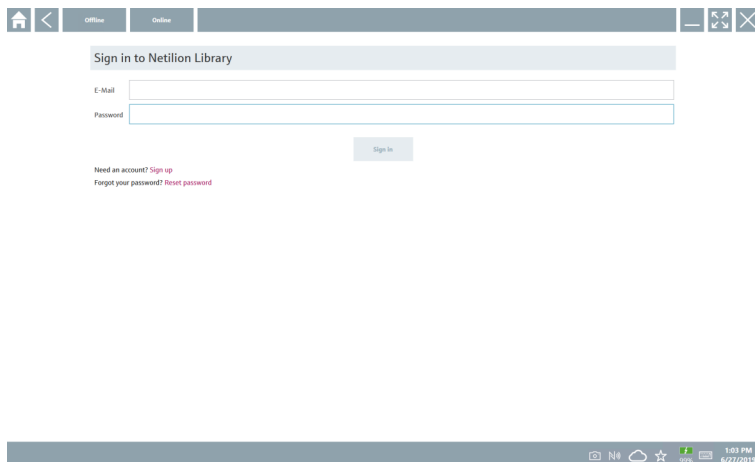 Offline Online
Sign in to Netilion Library
E-Mail
Password
Sign in
Need an account? Sign up
Forgot your password? Reset password
99%
1:03 PM
6/27/2019